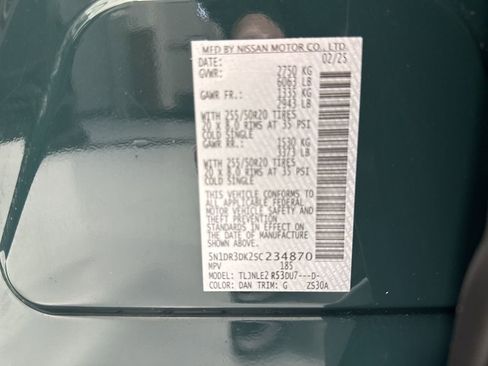 MFD BY NISSAN MOTOR CO., LTD.
DATE: 02/25
GVWR: 2750 KG
6063 LB
GAWR FR.: 1335 KG
2943 LB
WITH 255/50R20 TIRES
20 X 8.0 RIMS AT 35 PSI
COLD SINGLE
GAWR RR.: 1530 KG
3373 LB
WITH 255/50R20 TIRES
20 X 8.0 RIMS AT 35 PSI
COLD SINGLE
THIS VEHICLE CONFORMS TO
ALL APPLICABLE FEDERAL
MOTOR VEHICLE SAFETY AND
THEFT PREVENTION
STANDARDS IN EFFECT ON
THE DATE OF MANUFACTURE
SHOWN ABOVE.
5N1DR3DK2SC234870
MPV 185
MODEL: TLJNLE2 R53DU7---D-
COLOR: DAN TRIM: G ZS30A